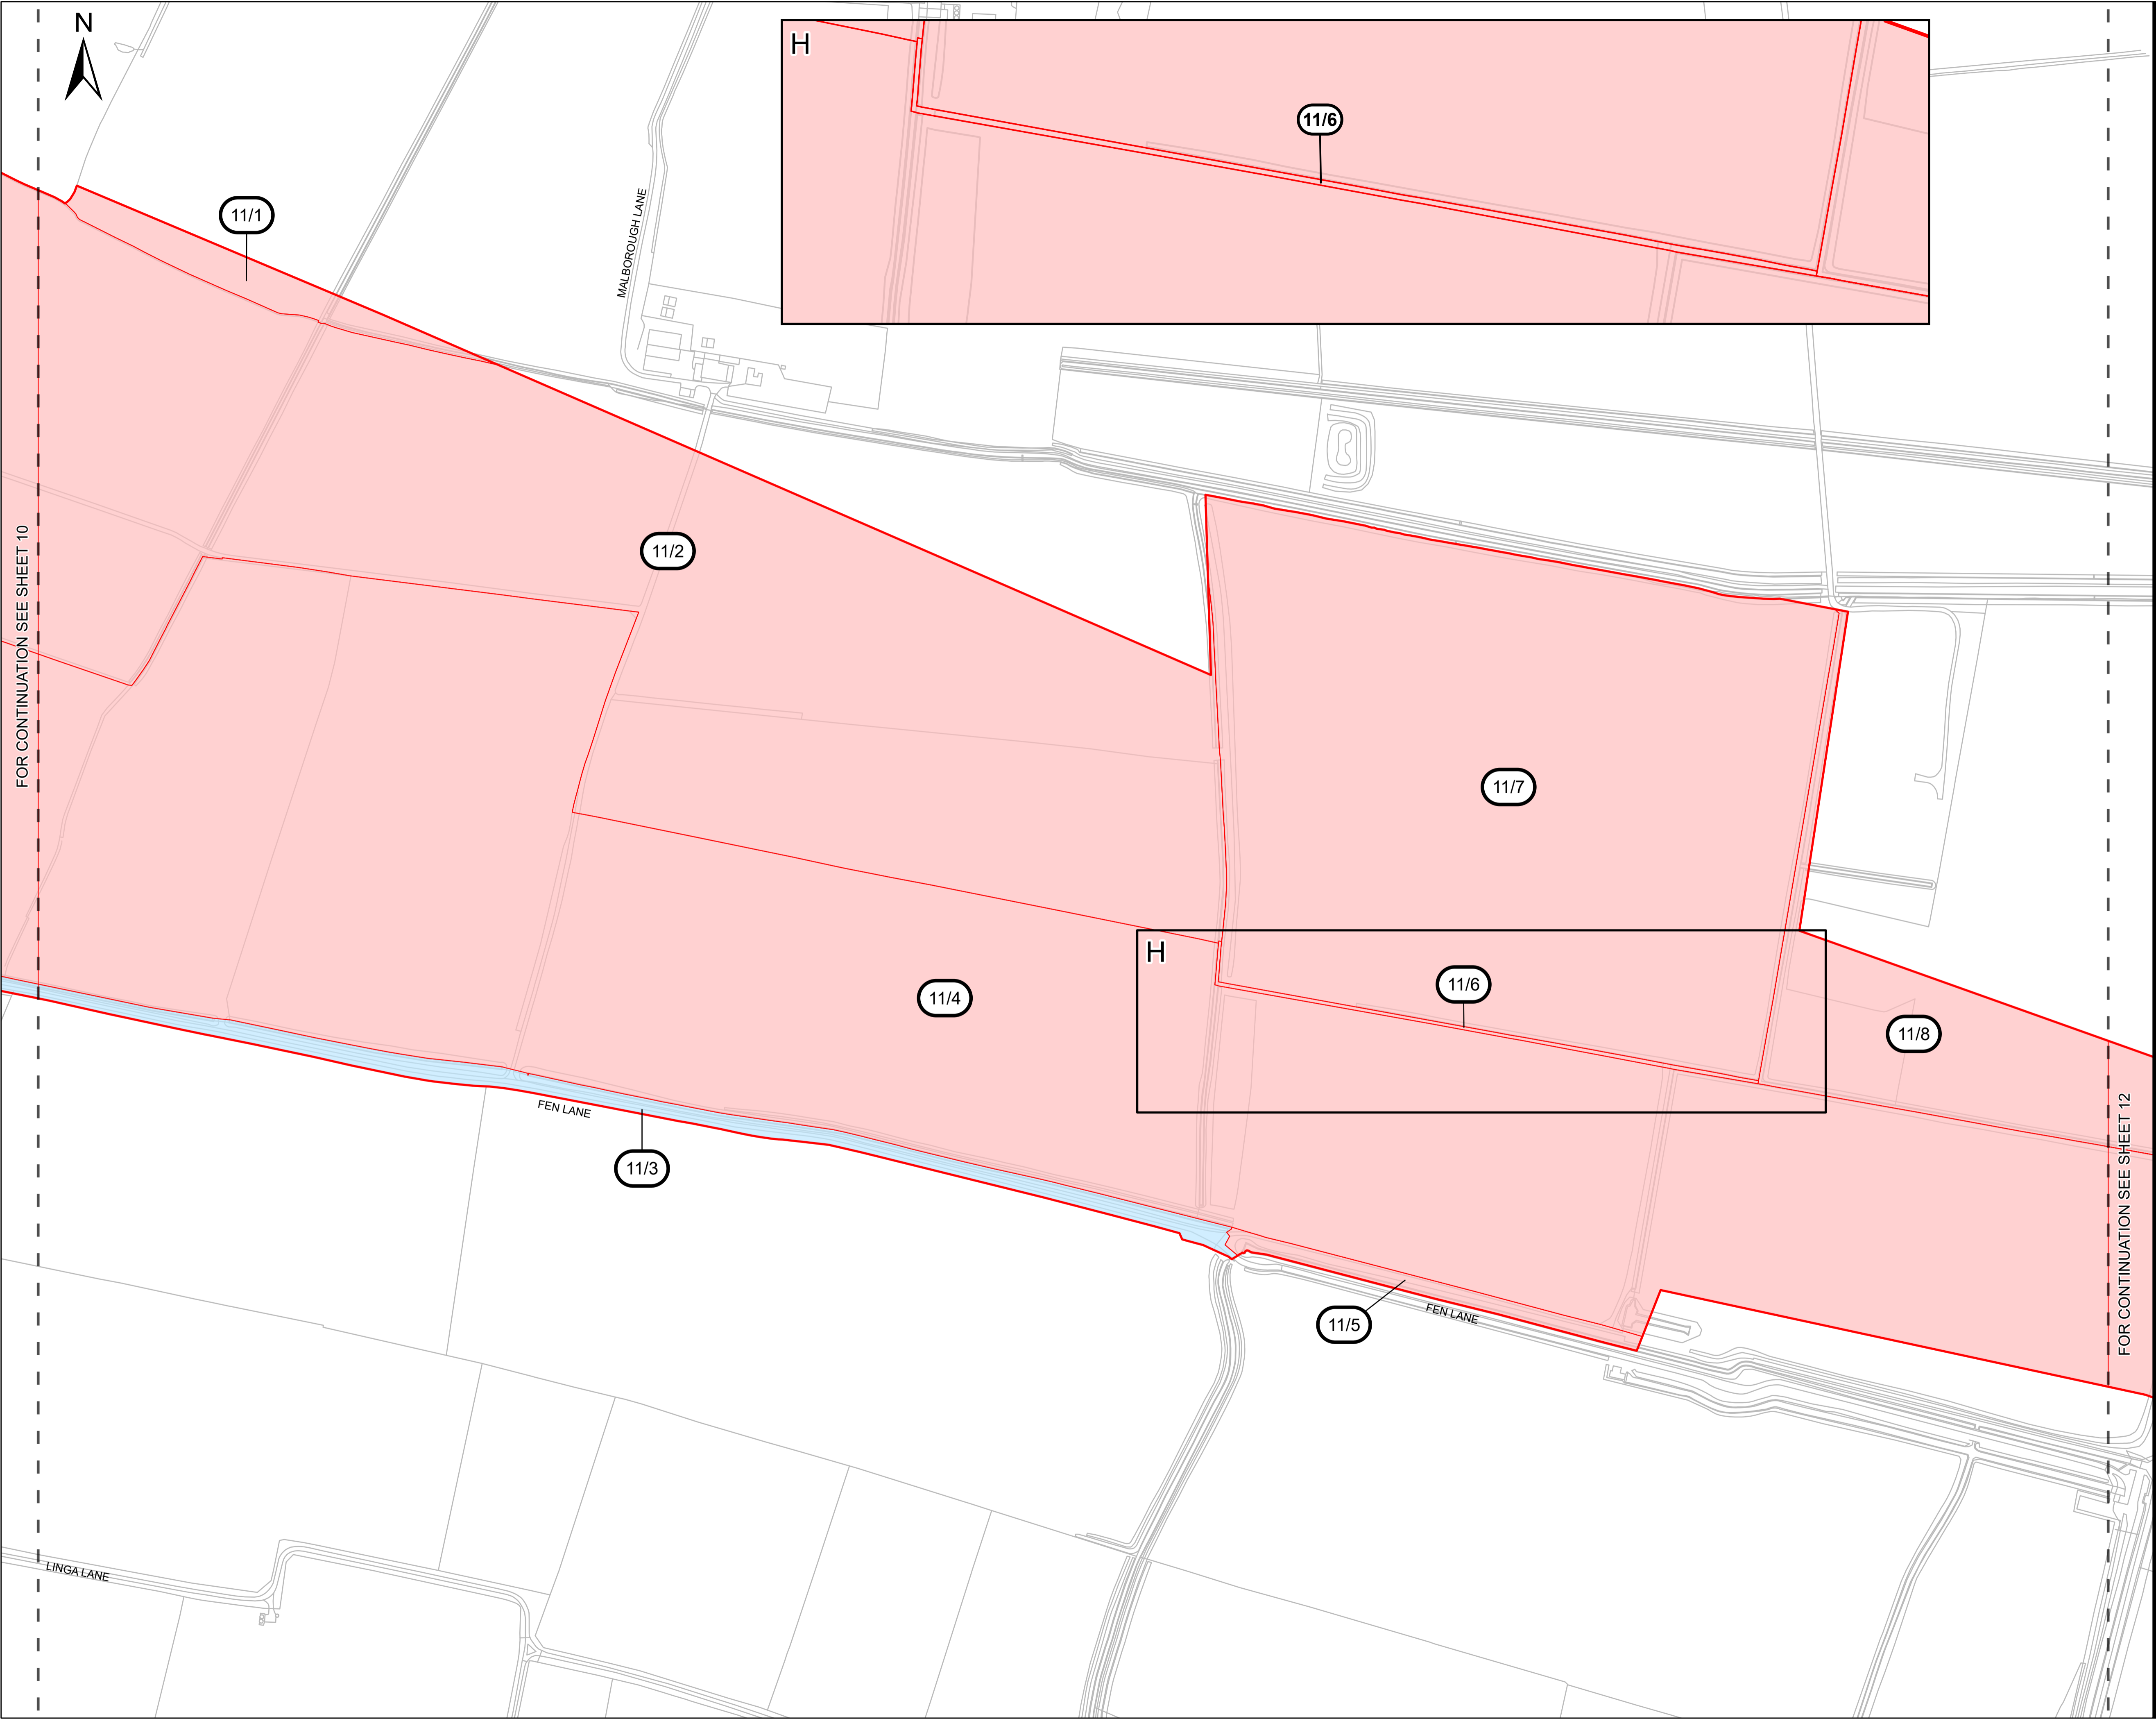 N
H
11/6
11/1
MALBOROUGH LANE
FOR CONTINUATION SEE SHEET 10
11/2
11/7
H
11/6
11/4
11/8
FEN LANE
11/3
FOR CONTINUATION SEE SHEET 12
11/5
FEN LANE
LINGA LANE